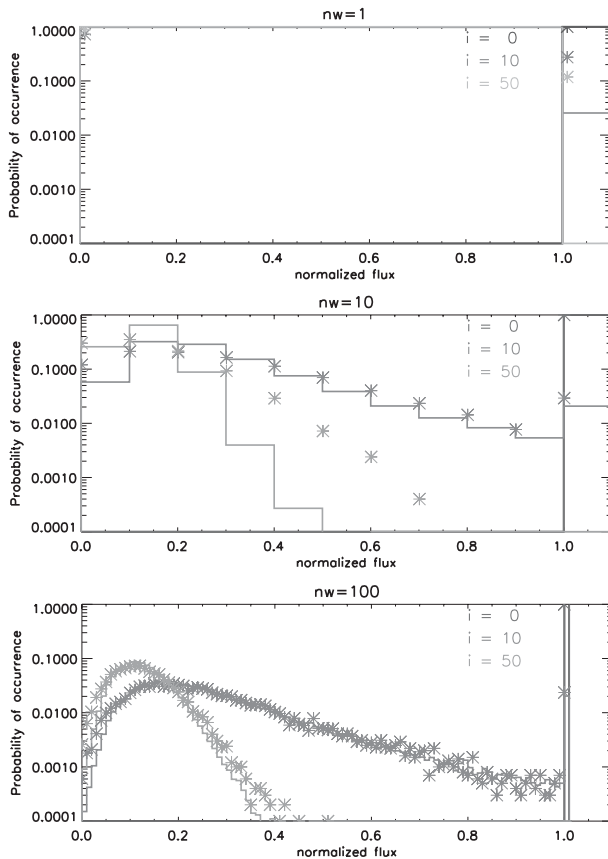 nw=1
Probability of occurrence
1.0000
0.1000
0.0100
0.0010
0.0001
i = 0
i = 10
i = 50
0.0 0.2 0.4 0.6 0.8 1.0
normalized flux
nw=10
Probability of occurrence
1.0000
0.1000
0.0100
0.0010
0.0001
i = 0
i = 10
i = 50
0.0 0.2 0.4 0.6 0.8 1.0
normalized flux
nw=100
Probability of occurrence
1.0000
0.1000
0.0100
0.0010
0.0001
i = 0
i = 10
i = 50
0.0 0.2 0.4 0.6 0.8 1.0
normalized flux